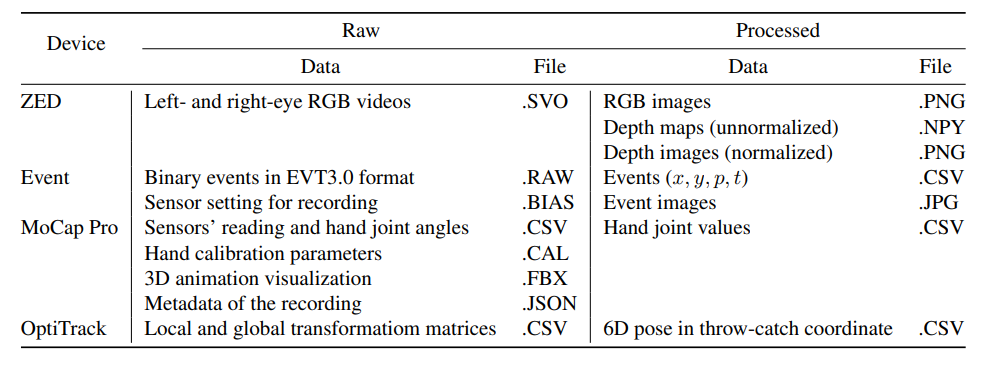 Device Raw Processed
Data File Data File
ZED Left- and right-eye RGB videos .SVO RGB images .PNG
Depth maps (unnormalized) .NPY
Depth images (normalized) .PNG
Event Binary events in EVT3.0 format .RAW Events (x, y, p, t) .CSV
Sensor setting for recording .BIAS Event images .JPG
MoCap Pro Sensors' reading and hand joint angles .CSV Hand joint values .CSV
Hand calibration parameters .CAL
3D animation visualization .FBX
Metadata of the recording .JSON
OptiTrack Local and global transformatiom matrices .CSV 6D pose in throw-catch coordinate .CSV